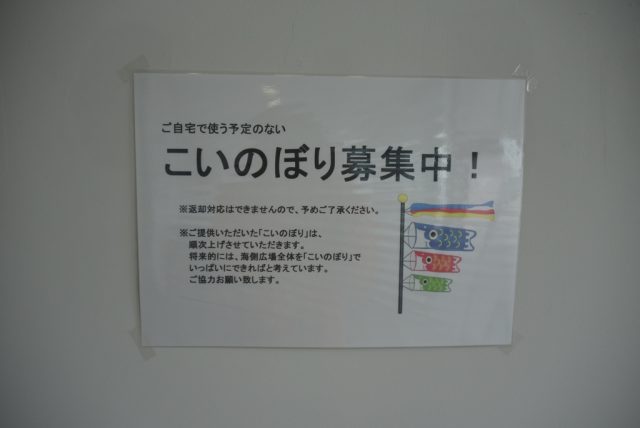 ご自宅で使う予定のない
こいのぼり募集中！
※返却対応はできませんので、予めご了承ください。
※ご提供いただいた「こいのぼり」は、
順次上げさせていただきます。
将来的には、海側広場全体を「こいのぼり」で
いっぱいにできればと考えています。
ご協力お願い致します。